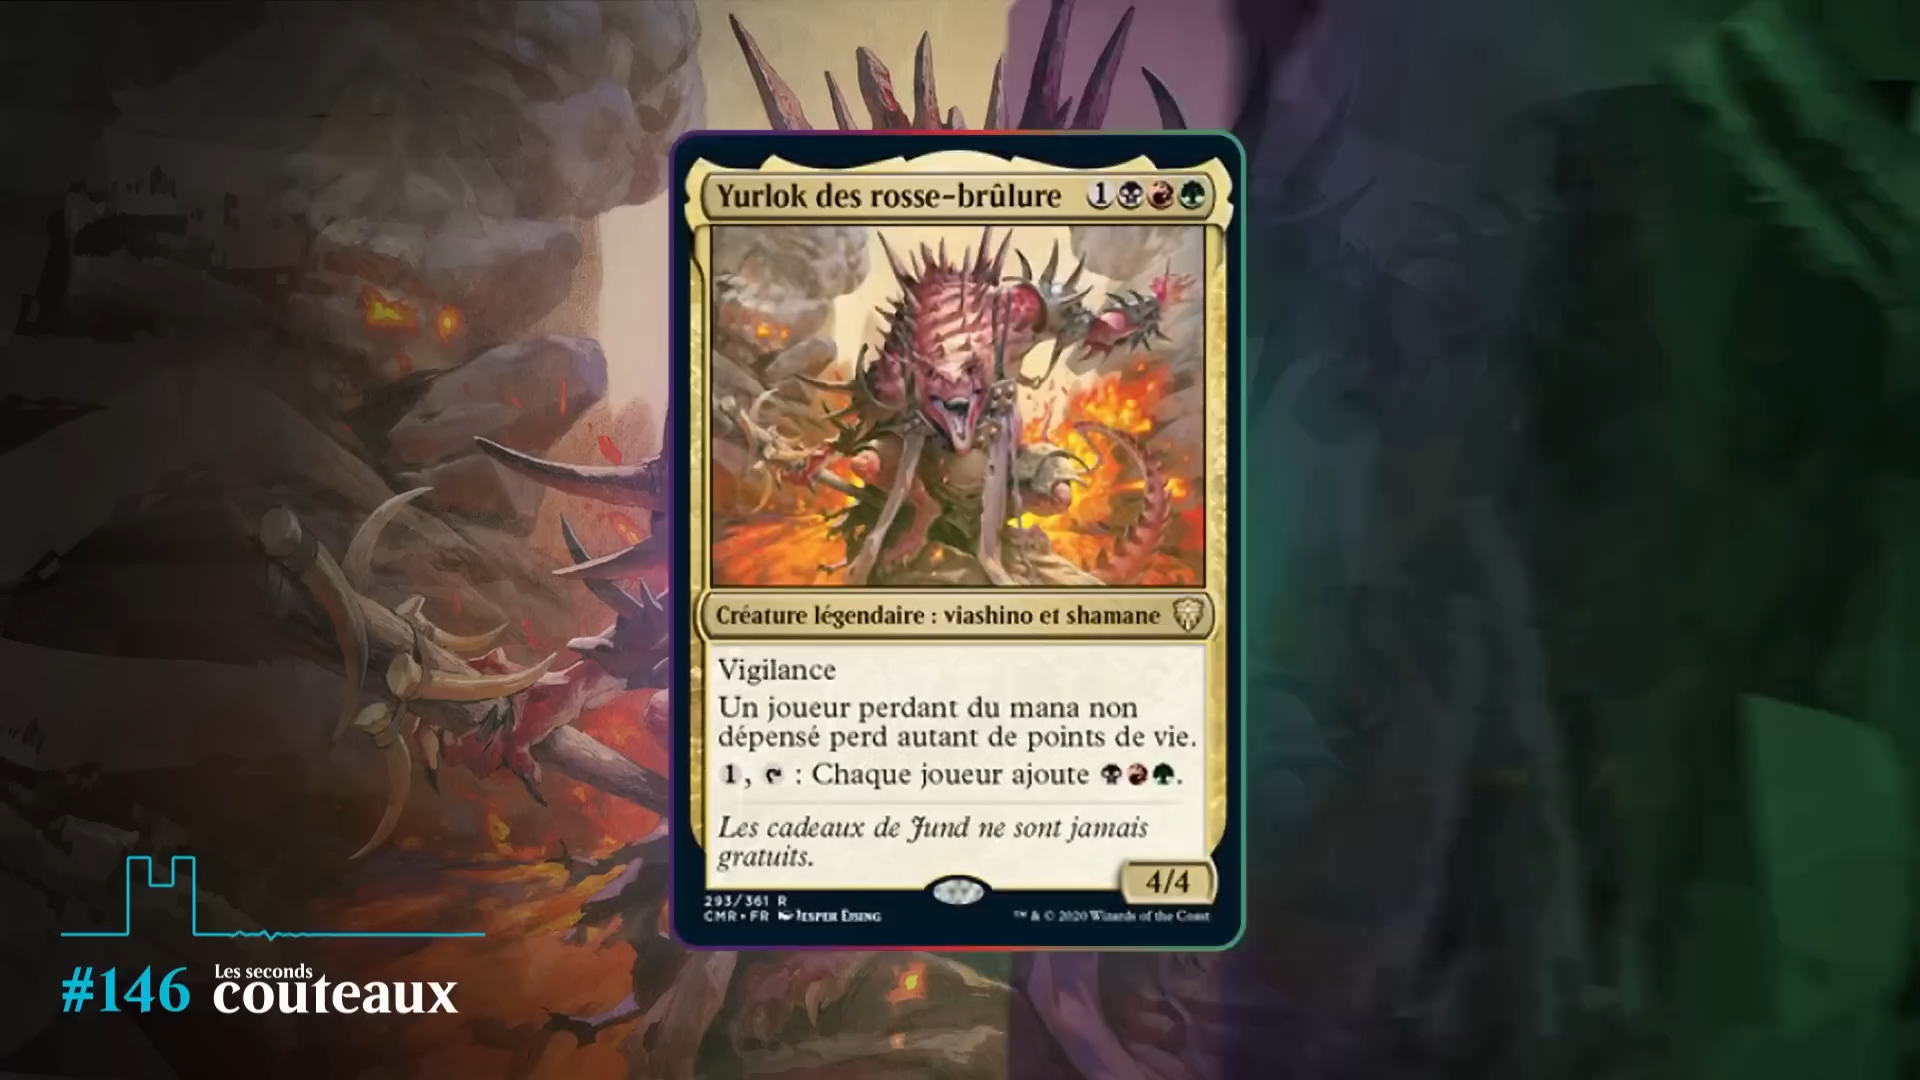 Yurlok des rosse-brûlure 1
Créature légendaire : viashino et shamane
Vigilance
Un joueur perdant du mana non
dépensé perd autant de points de vie.
1, : Chaque joueur ajoute .
Les cadeaux de Jund ne sont jamais
gratuits.
4/4
293/361 R
CMR • FR Jesper Ejsing
™ & © 2020 Wizards of the Coast
#146 Les seconds
couteaux